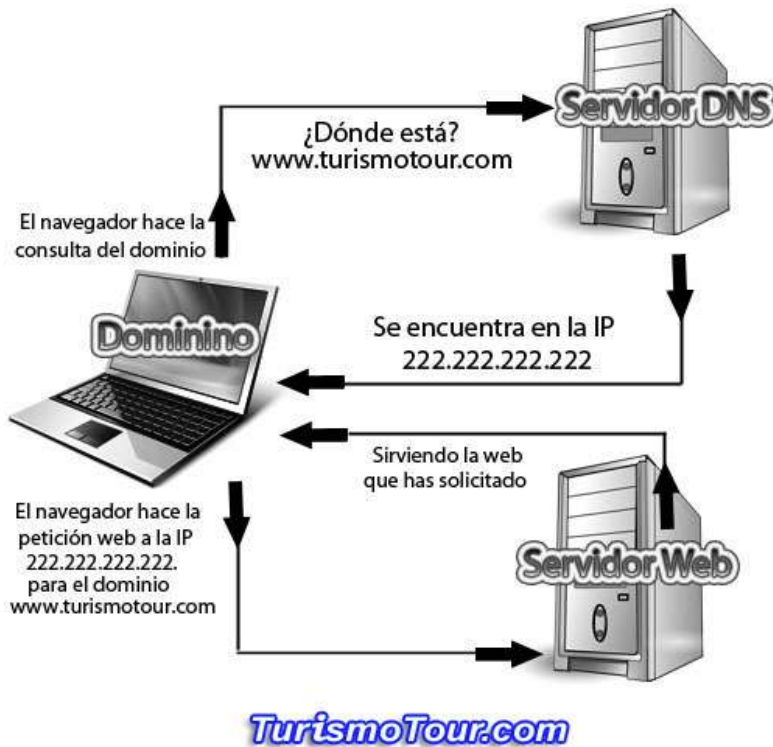 Servidor DNS
¿Dónde está?
www.turismotour.com
El navegador hace la
consulta del dominio
Dominino
Se encuentra en la IP
222.222.222.222
Sirviendo la web
que has solicitado
El navegador hace la
petición web a la IP
222.222.222.222.
para el dominio
www.turismotour.com
Servidor Web
TurismoTour.com